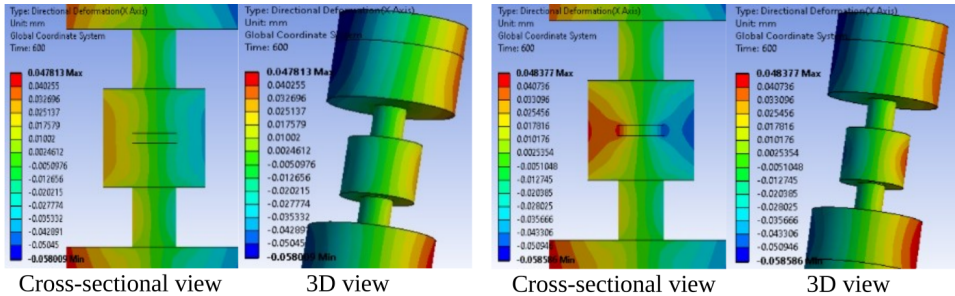 Type: Directional Deformation(X Axis)
Unit: mm
Global Coordinate System
Time: 600
0.047813 Max
0.040255
0.032696
0.025137
0.017579
0.01002
0.0024612
-0.0050976
-0.012656
-0.020215
-0.027774
-0.035332
-0.042891
-0.05045
-0.058009 Min
Cross-sectional view
Type: Directional Deformation(X Axis)
Unit: mm
Global Coordinate System
Time: 600
0.047813 Max
0.040255
0.032696
0.025137
0.017579
0.01002
0.0024612
-0.0050976
-0.012656
-0.020215
-0.027774
-0.035332
-0.042891
-0.05045
-0.058009 Min
3D view
Type: Directional Deformation(X Axis)
Unit: mm
Global Coordinate System
Time: 600
0.048377 Max
0.040736
0.033096
0.025456
0.017816
0.010176
0.0025354
-0.0051048
-0.012745
-0.020385
-0.028025
-0.035666
-0.043306
-0.05094
-0.058586
Cross-sectional view
Type: Directional Deformation(X Axis)
Unit: mm
Global Coordinate System
Time: 600
0.048377 Max
0.040736
0.033096
0.025456
0.017816
0.010176
0.0025354
-0.0051048
-0.012745
-0.020385
-0.028025
-0.035666
-0.043306
-0.050946
-0.058586 Min
3D view